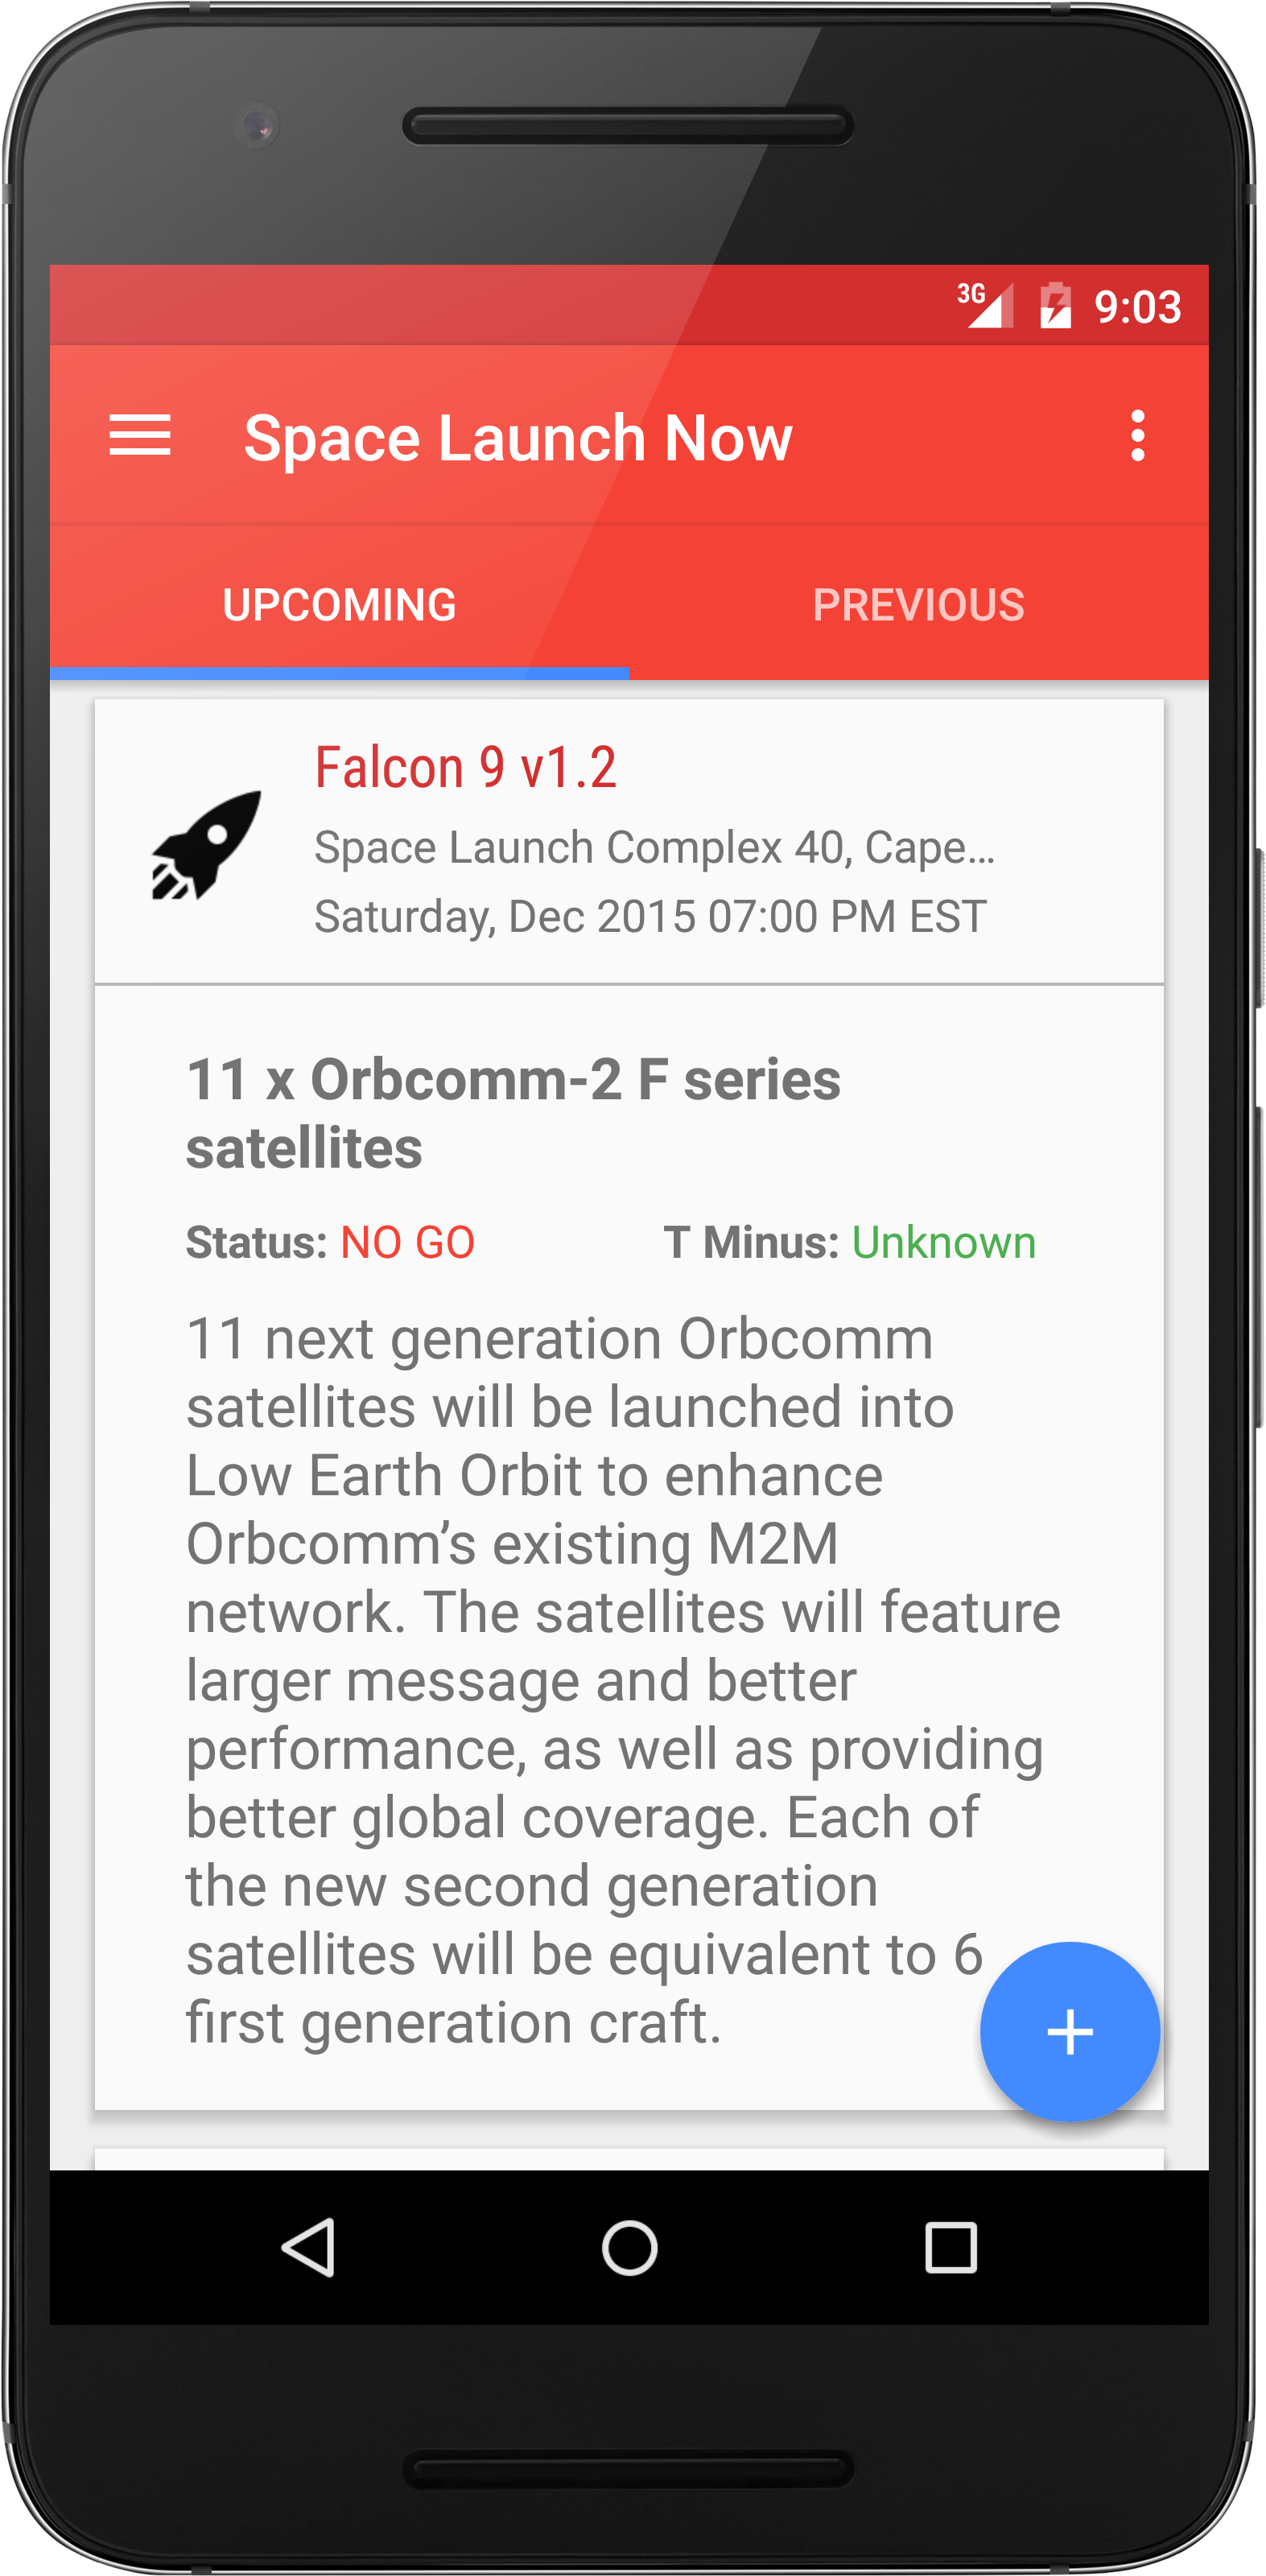 3G 9:03
Space Launch Now
UPCOMING PREVIOUS
Falcon 9 v1.2
Space Launch Complex 40, Cape…
Saturday, Dec 2015 07:00 PM EST
11 x Orbcomm-2 F series
satellites
Status: NO GO T Minus: Unknown
11 next generation Orbcomm
satellites will be launched into
Low Earth Orbit to enhance
Orbcomm’s existing M2M
network. The satellites will feature
larger message and better
performance, as well as providing
better global coverage. Each of
the new second generation
satellites will be equivalent to 6
first generation craft.